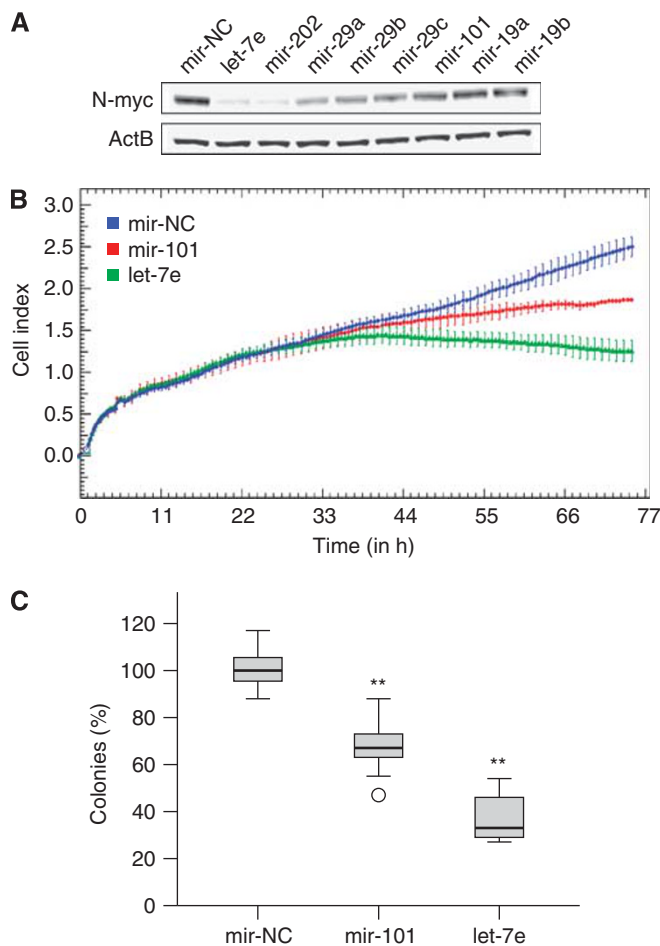 A
mir-NC let-7e mir-202 mir-29a mir-29b mir-29c mir-101 mir-19a mir-19b
N-myc
ActB
B
3.0
2.5
2.0
1.5
1.0
0.5
0.0
Cell index
mir-NC
mir-101
let-7e
0 11 22 33 44 55 66 77
Time (in h)
C
120
100
80
60
40
20
0
Colonies (%)
**
**
mir-NC mir-101 let-7e